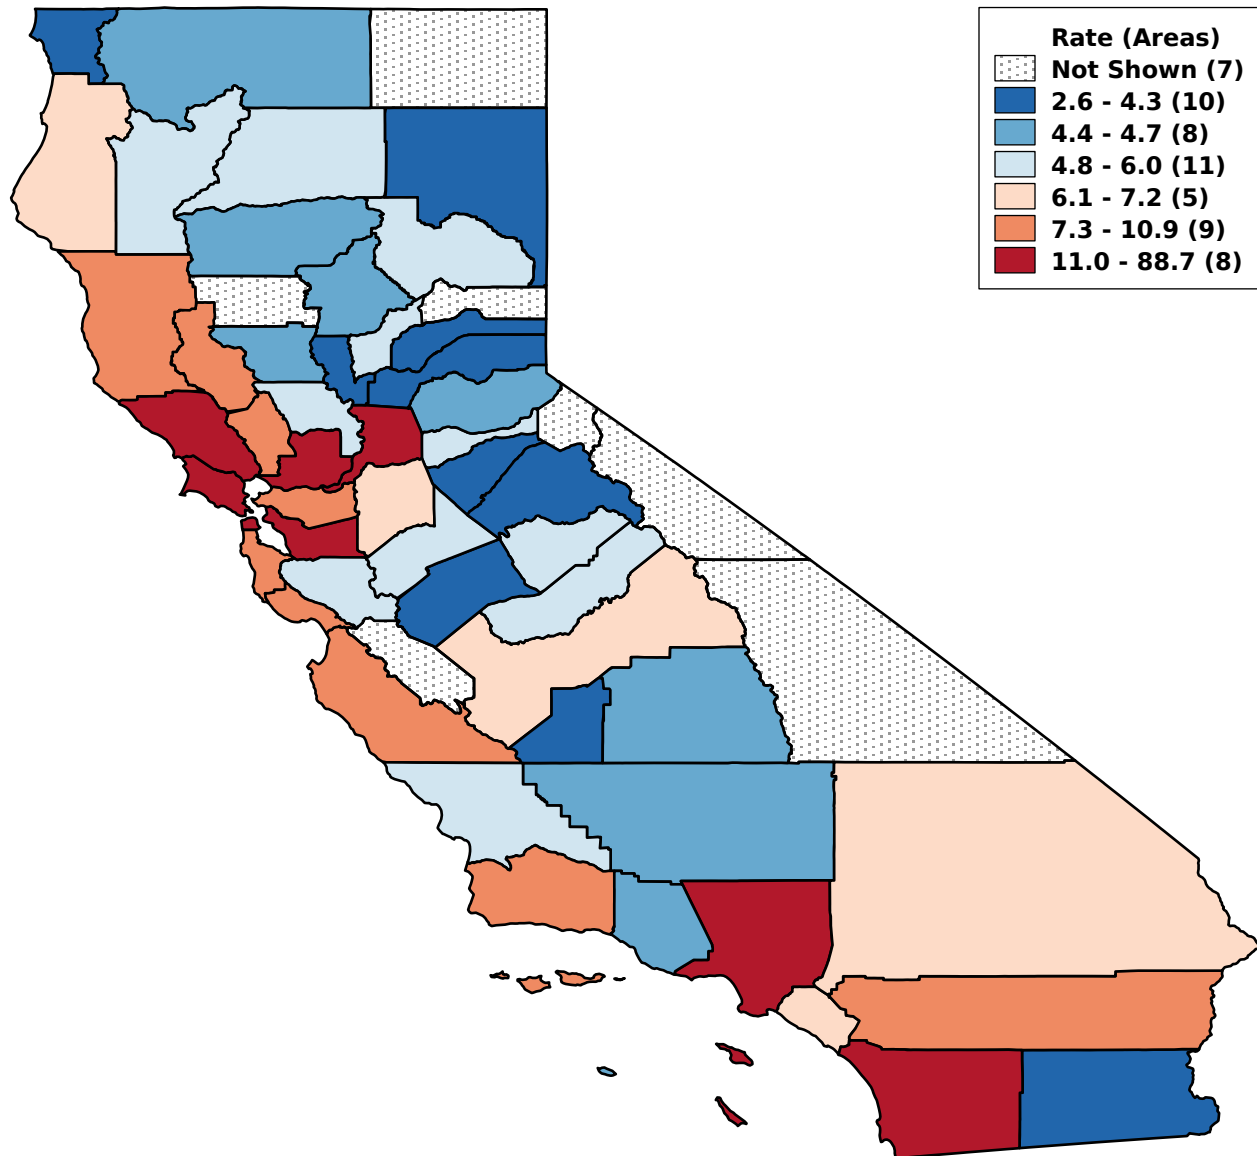 Rate (Areas)
Not Shown (7)
2.6 - 4.3 (10)
4.4 - 4.7 (8)
4.8 - 6.0 (11)
6.1 - 7.2 (5)
7.3 - 10.9 (9)
11.0 - 88.7 (8)